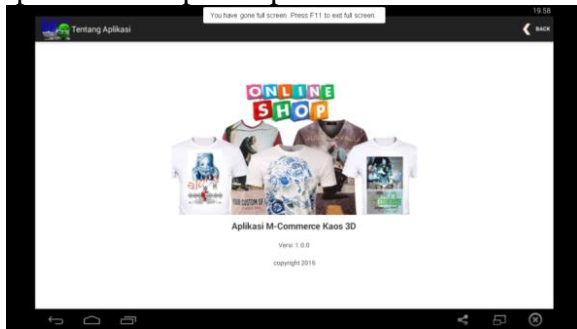 You have gone full screen. Press F11 to exit full screen.
19.58
Tentang Aplikasi
BACK
ONLINE
SHOP
Aplikasi M-Commerce Kaos 3D
Versi 1.0.0
copyright 2016